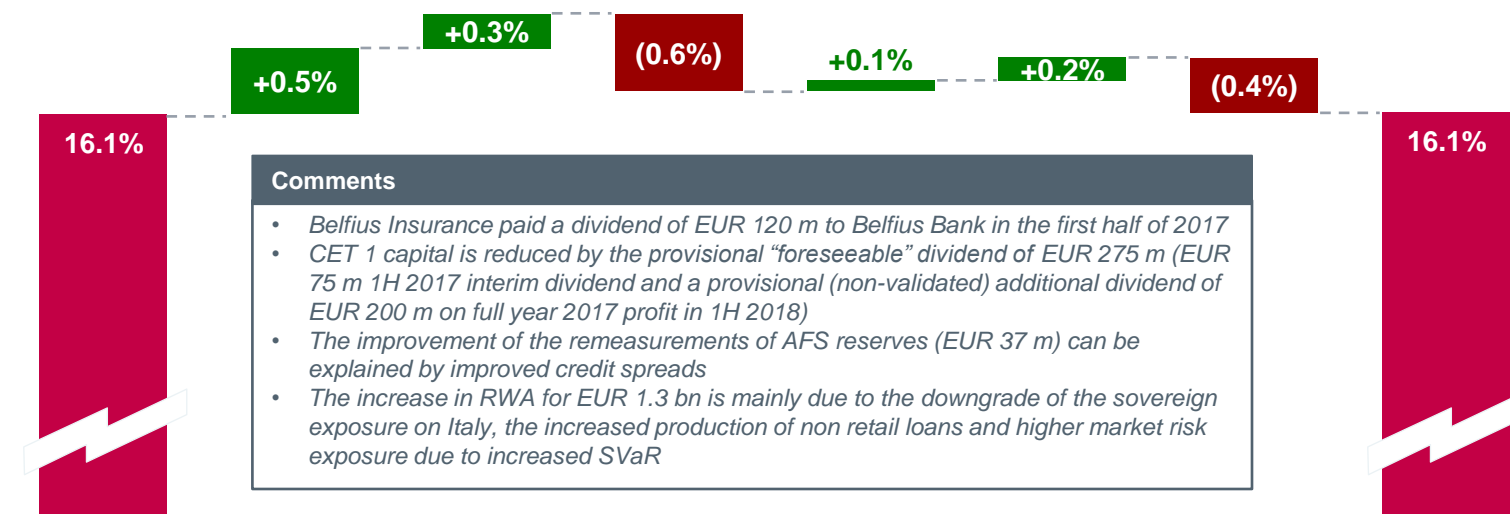 +0.3%
+0.5%
(0.6%)
+0.1%
+0.2%
(0.4%)
16.1%
16.1%
Comments
• Belfius Insurance paid a dividend of EUR 120 m to Belfius Bank in the first half of 2017
• CET 1 capital is reduced by the provisional “foreseeable” dividend of EUR 275 m (EUR
75 m 1H 2017 interim dividend and a provisional (non-validated) additional dividend of
EUR 200 m on full year 2017 profit in 1H 2018)
• The improvement of the remeasurements of AFS reserves (EUR 37 m) can be
explained by improved credit spreads
• The increase in RWA for EUR 1.3 bn is mainly due to the downgrade of the sovereign
exposure on Italy, the increased production of non retail loans and higher market risk
exposure due to increased SVaR